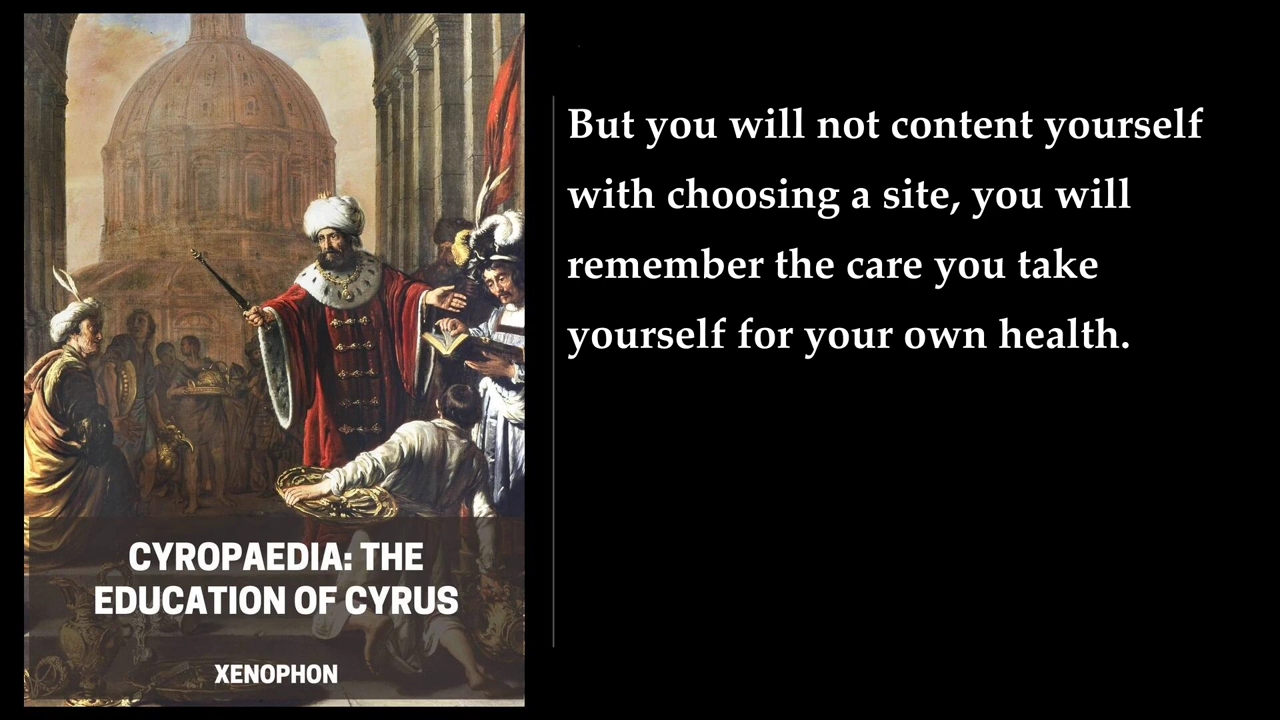 But you will not content yourself
with choosing a site, you will
remember the care you take
yourself for your own health.
CYROPAEDIA: THE
EDUCATION OF CYRUS
XENOPHON